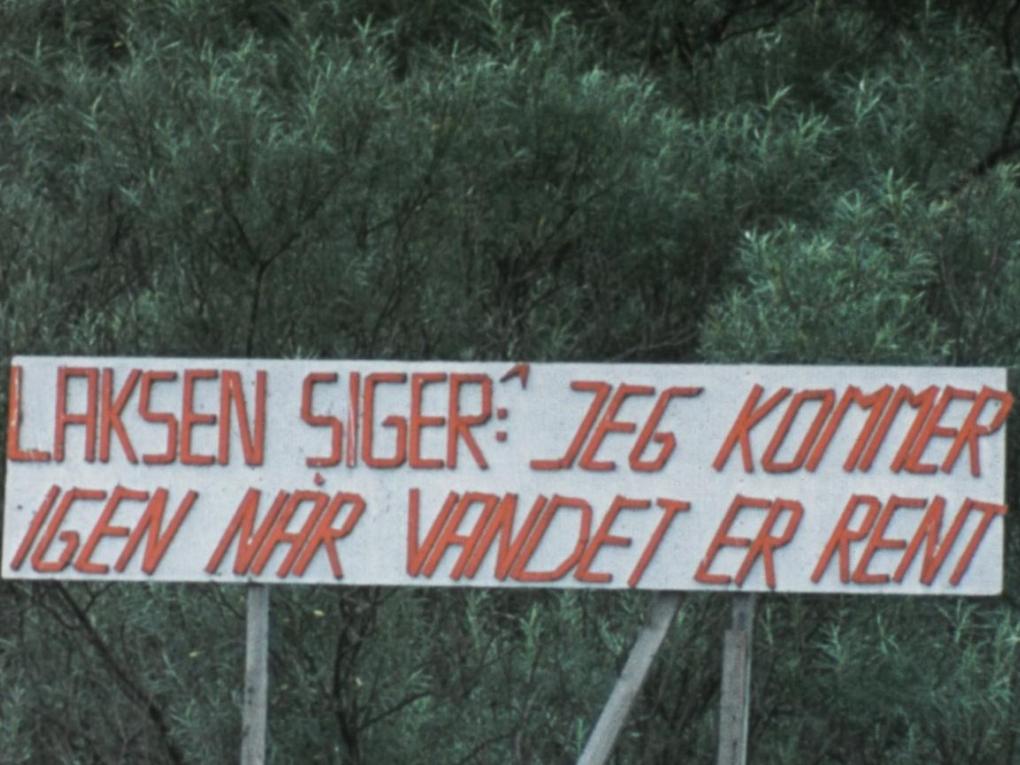 LAKSEN SIGER:' JEG KOMMER
IGEN NÅR VANDET ER RENT